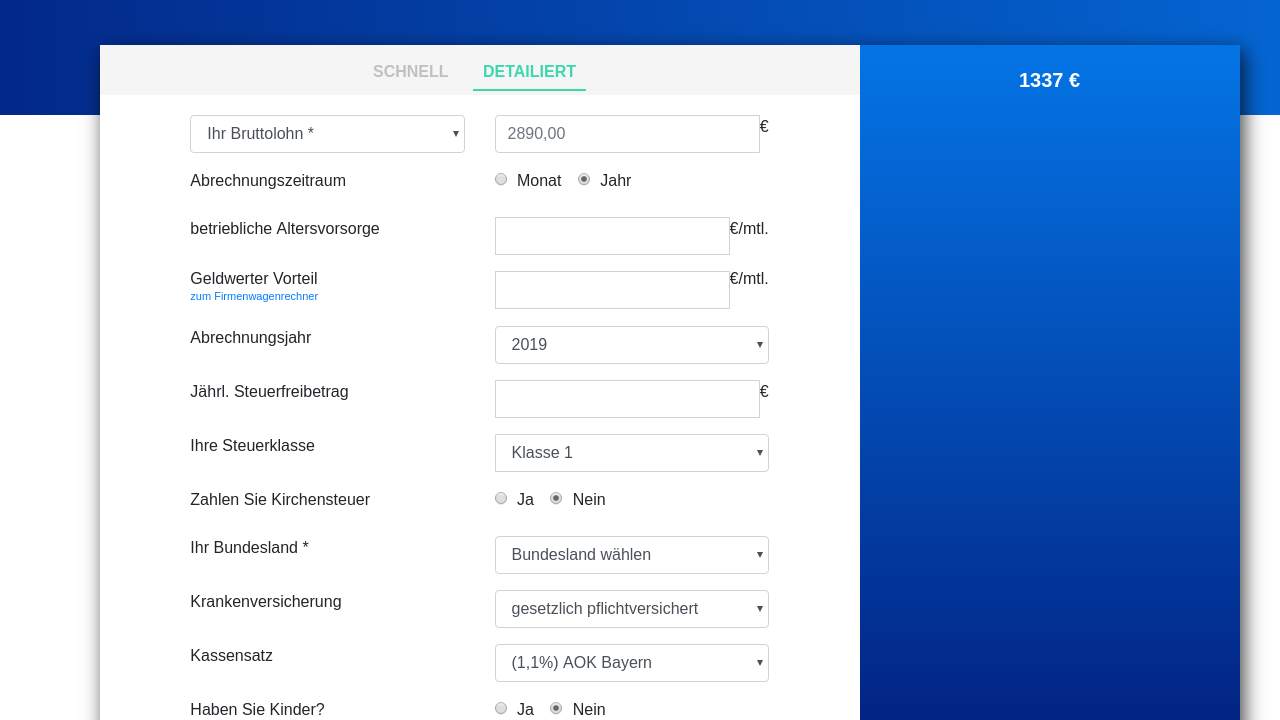 SCHNELL DETAILIERT
1337 €
Ihr Bruttolohn * 2890,00 €
Abrechnungszeitraum Monat Jahr
betriebliche Altersvorsorge €/mtl.
Geldwerter Vorteil €/mtl.
zum Firmenwagenrechner
Abrechnungsjahr 2019
Jährl. Steuerfreibetrag €
Ihre Steuerklasse Klasse 1
Zahlen Sie Kirchensteuer Ja Nein
Ihr Bundesland * Bundesland wählen
Krankenversicherung gesetzlich pflichtversichert
Kassensatz (1,1%) AOK Bayern
Haben Sie Kinder? Ja Nein